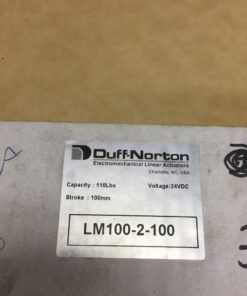 Duff-Norton
Electromechanical Linear Actuators
Charlotte, NC, USA
Capacity : 110Lbs Voltage:24VDC
Stroke : 100mm
LM100-2-100